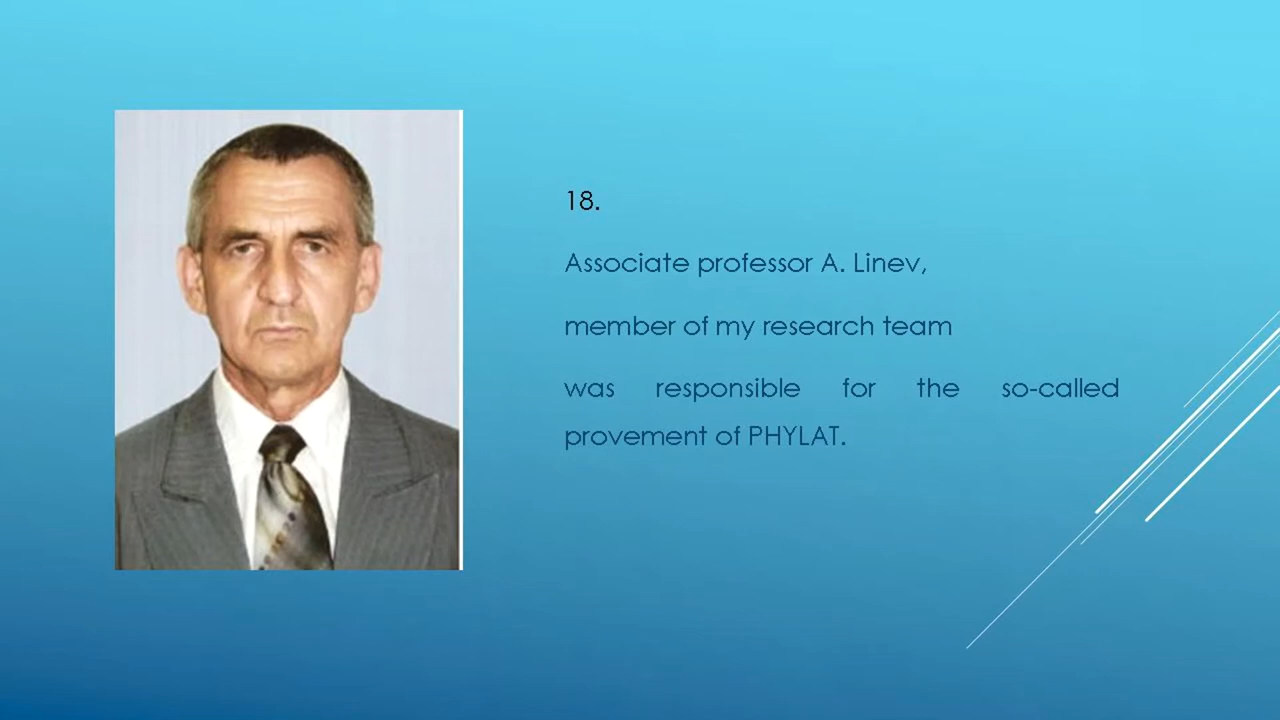 18.
Associate professor A. Linev,
member of my research team
was responsible for the so-called
provement of PHYLAT.